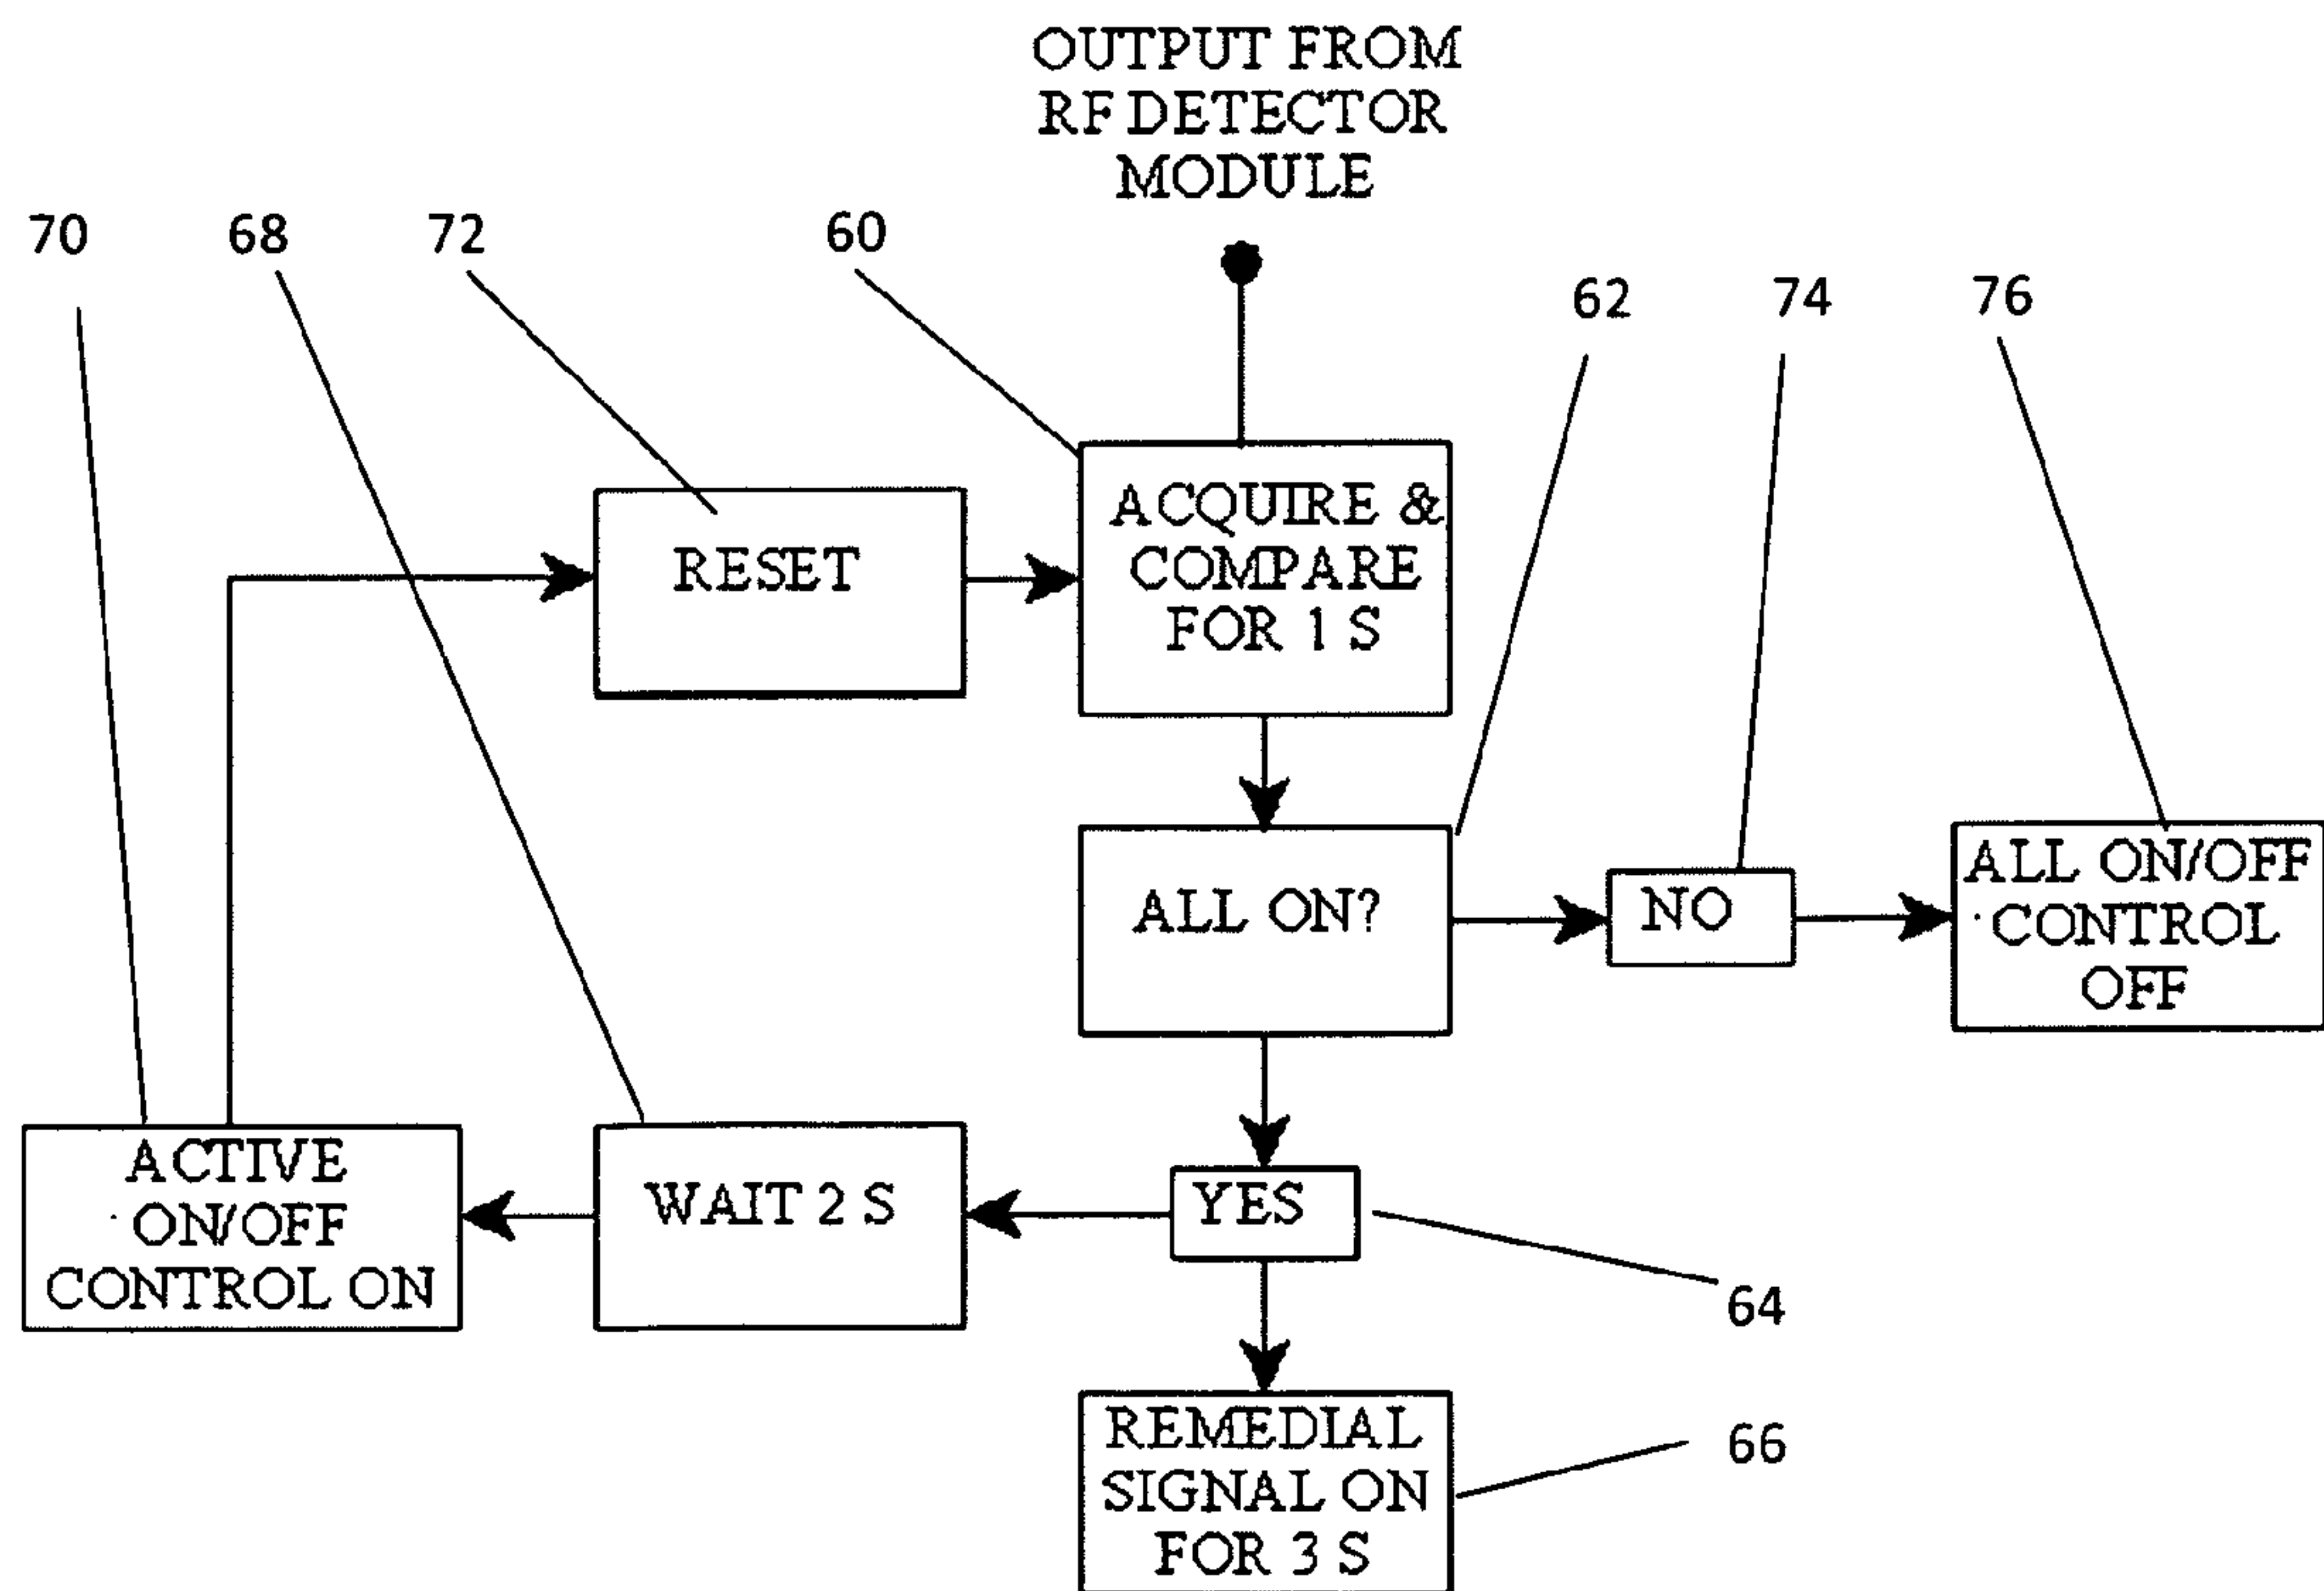 OUTPUT FROM
RF DETECTOR
MODULE
70
68
72
60
62
74
76
RESET
ACQUIRE &
COMPARE
FOR 1 S
ALL ON?
NO
ALL ON/OFF
CONTROL
OFF
ACTIVE
ON/OFF
CONTROL ON
WAIT 2 S
YES
64
REMEDIAL
SIGNAL ON
FOR 3 S
66